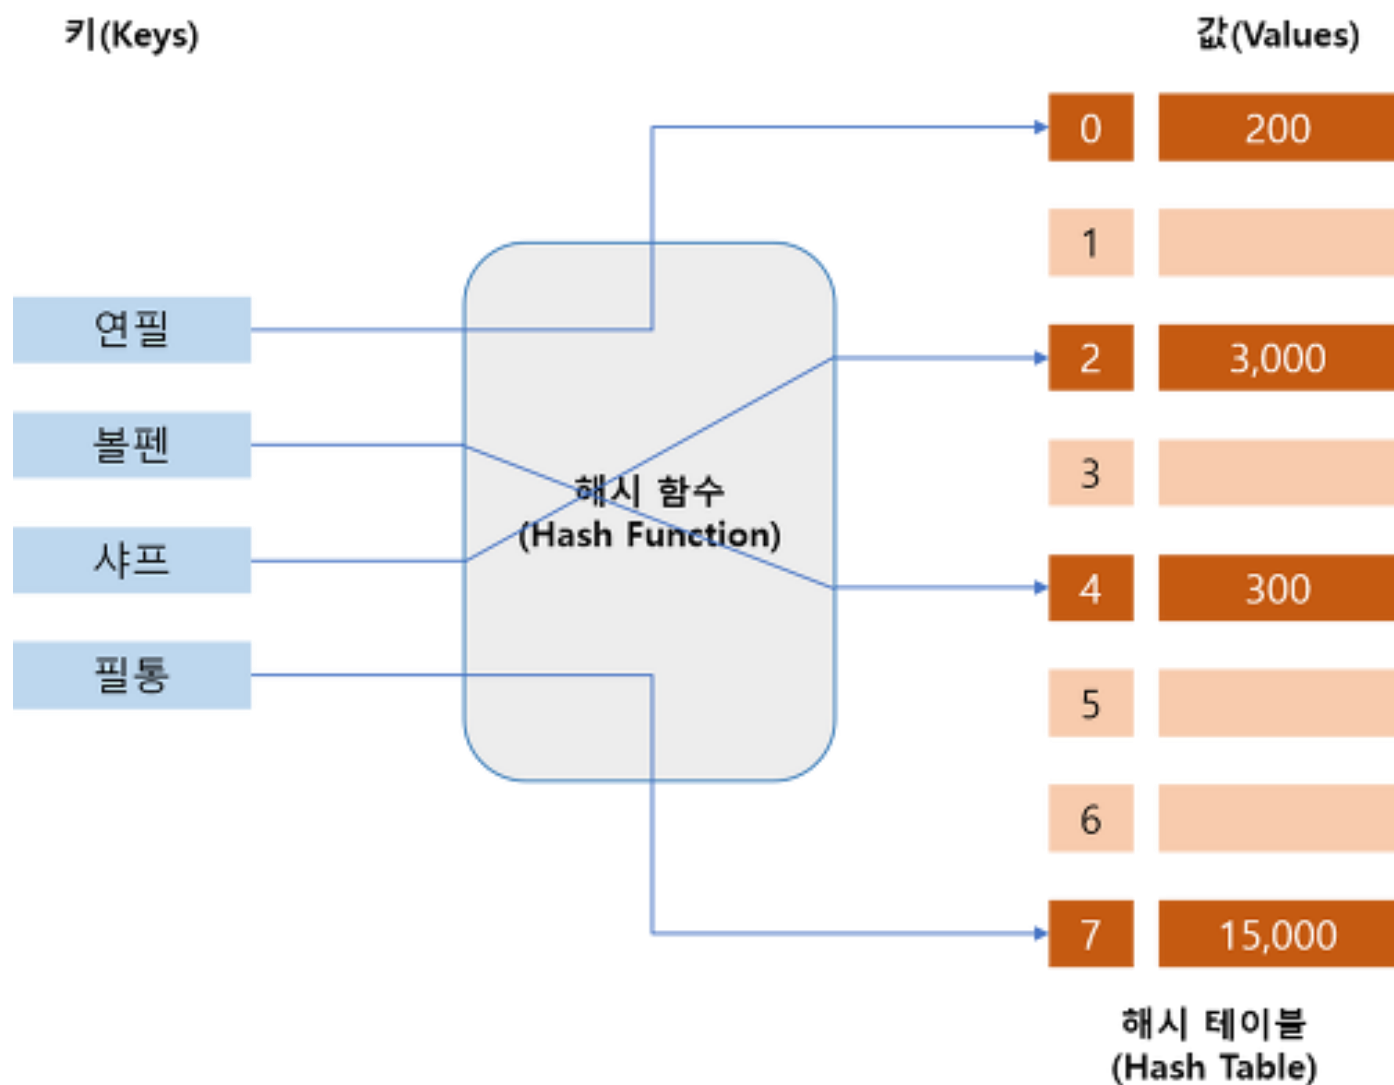 키(Keys)
값(Values)
0
200
1
연필
2
3,000
볼펜
3
해시 함수
(Hash Function)
샤프
4
300
필통
5
6
7
15,000
해시 테이블
(Hash Table)